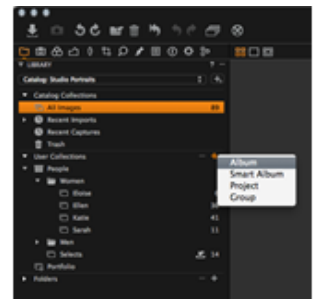 LIBRARY
Catalog: Studio Portraits
Catalog Collections
All Images 89
Recent Imports
Recent Captures
Trash
User Collections
People
Women
Eloise
Ellen 30
Katie 41
Sarah 11
Men
Selects 14
Portfolio
Folders
Album
Smart Album
Project
Group